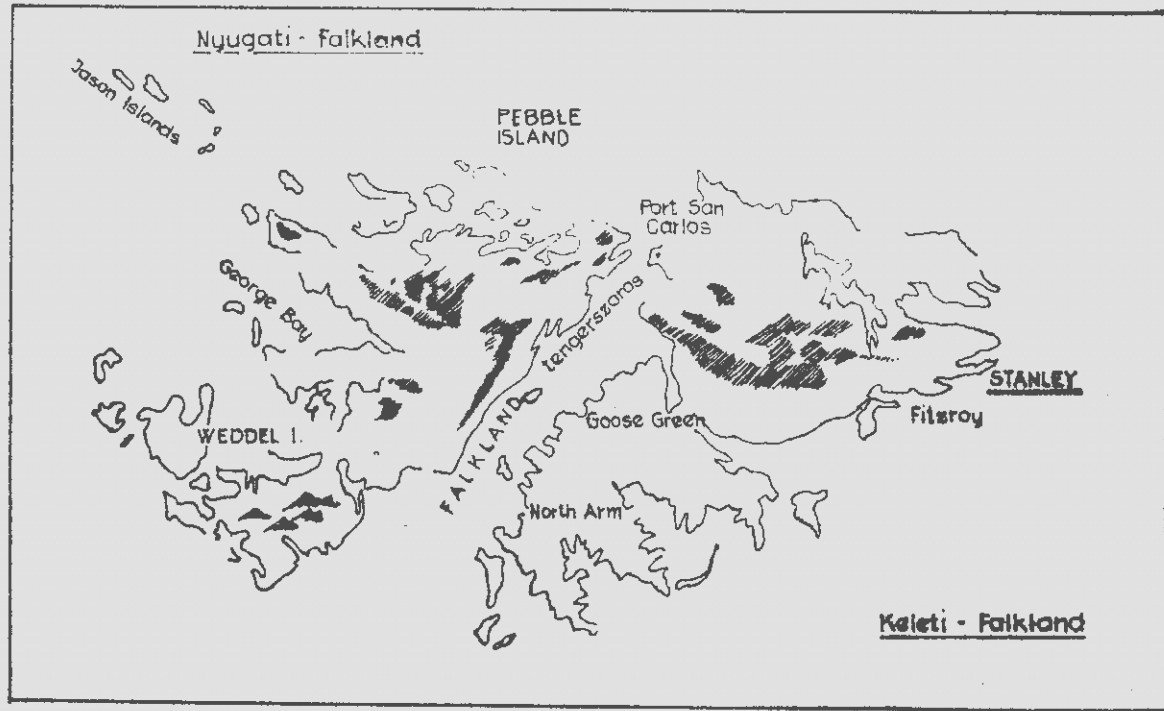 Nyugati - Falkland
Jason Islands
PEBBLE
ISLAND
Port San
Carlos
George Bay
FALKLAND tengerszoros
STANLEY
Fitzroy
Goose Green
WEDDEL I.
North Arm
Keleti - Falkland